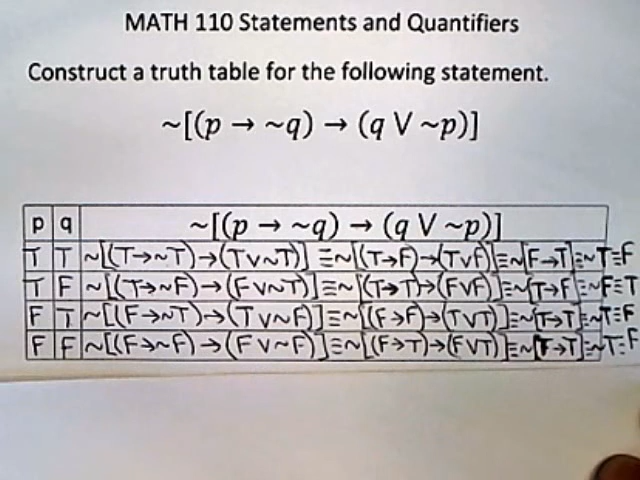 MATH 110 Statements and Quantifiers
Construct a truth table for the following statement.
~[(p → ~q) → (q V ~p)]
p q ~[(p → ~q) → (q V ~p)]
T T ~[(T→~T)→(T∨~T)] ≡~[(T→F)→(T∨F)]≡~[F→T]≡~T≡F
T F ~[(T→~F)→(F∨~T)]≡~[(T→T)→(F∨F)]≡~[T→F]≡~F≡T
F T ~[(F→~T)→(T∨~F)]≡~[(F→F)→(T∨T)]≡~[T→T]≡~T≡F
F F ~[(F→~F)→(F∨~F)]≡~[(F→T)→(F∨T)]≡~[T→T]≡~T≡F